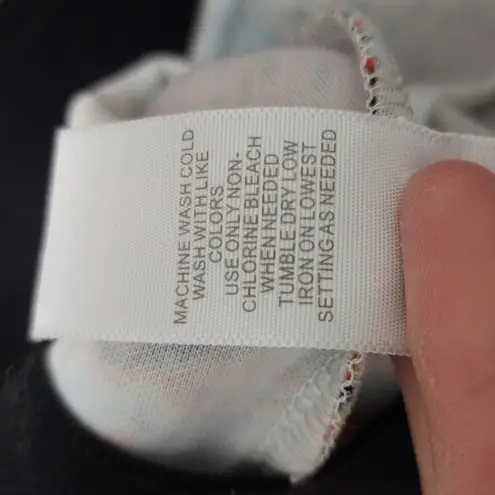 MACHINE WASH COLD
WASH WITH LIKE
COLORS
USE ONLY NON-
CHLORINE BLEACH
WHEN NEEDED
TUMBLE DRY LOW
IRON ON LOWEST
SETTING AS NEEDED